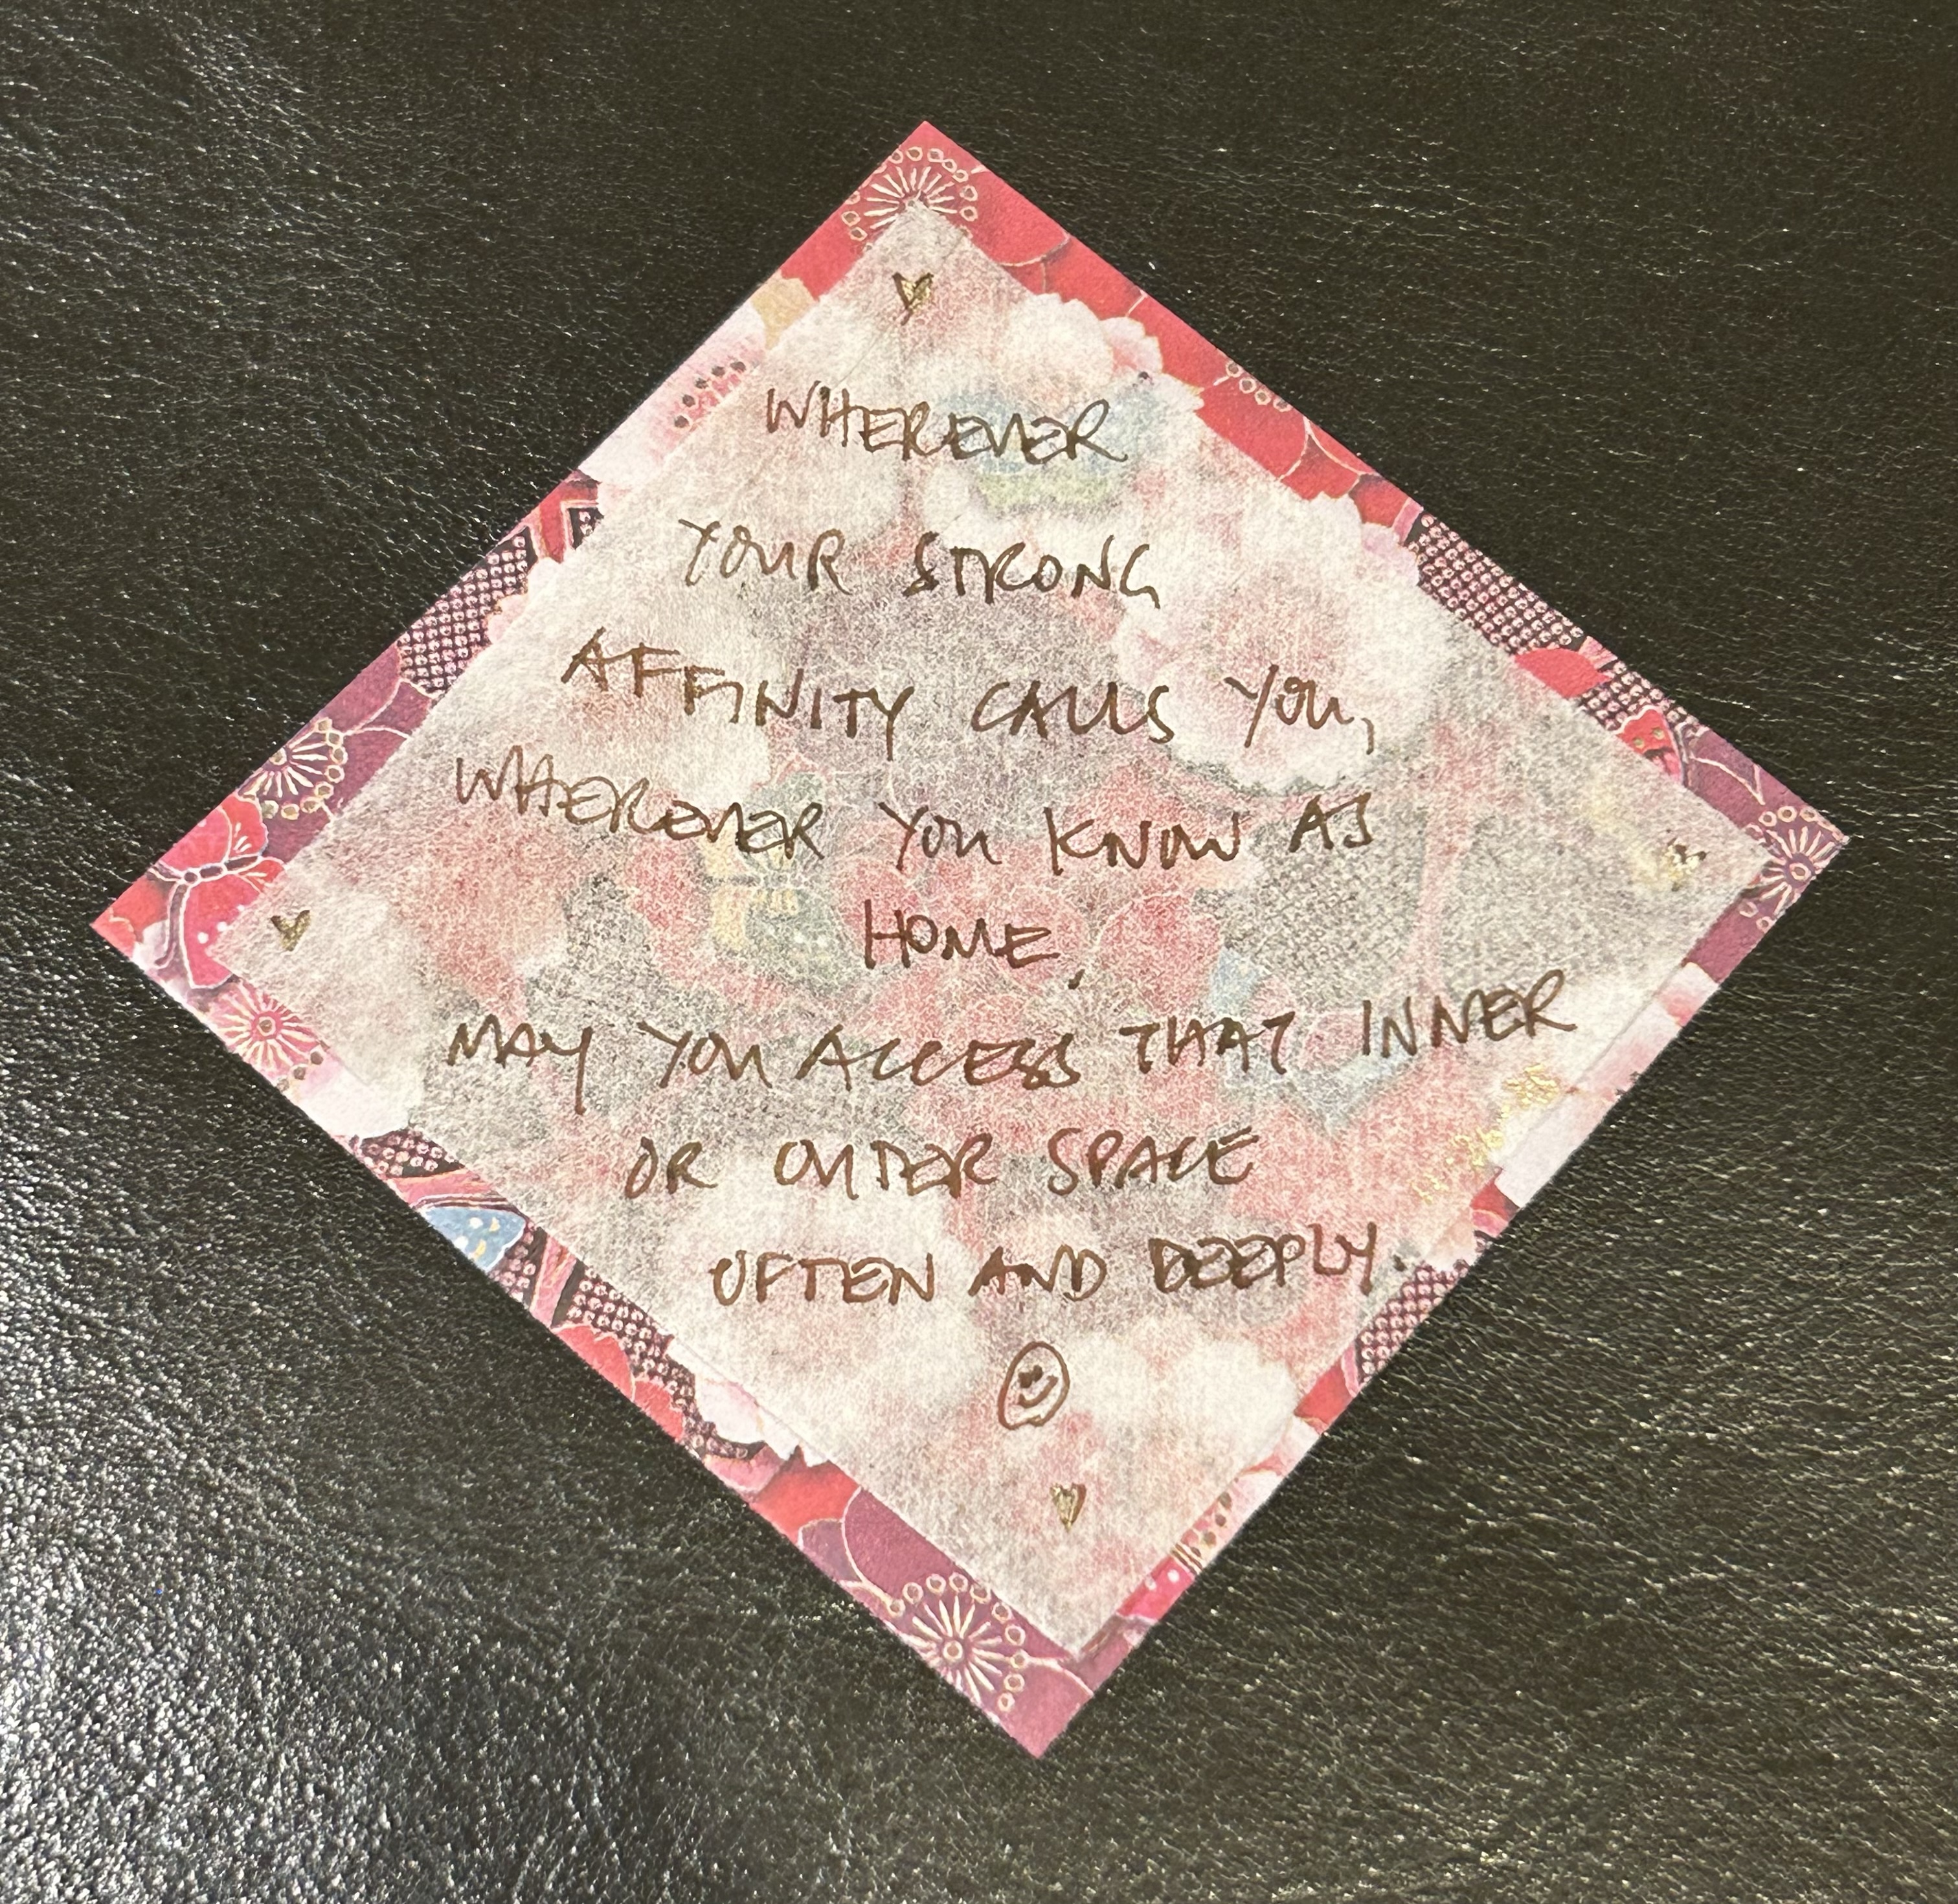 WHEREVER
YOUR STRONG
AFFINITY CALLS YOU,
WHEREVER YOU KNOW AS
HOME,
MAY YOU ACCESS THAT INNER
OR OUTER SPACE
OFTEN AND DEEPLY.